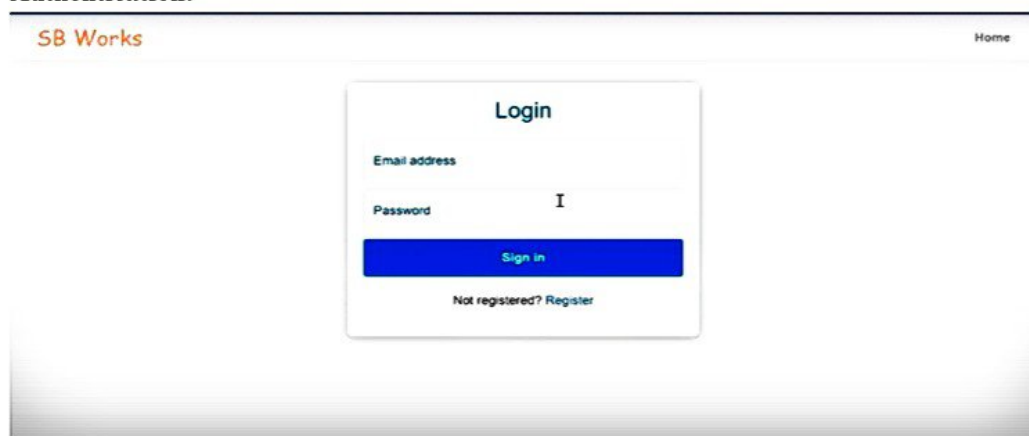 SB Works
Home
Login
Email address
Password
Sign in
Not registered? Register